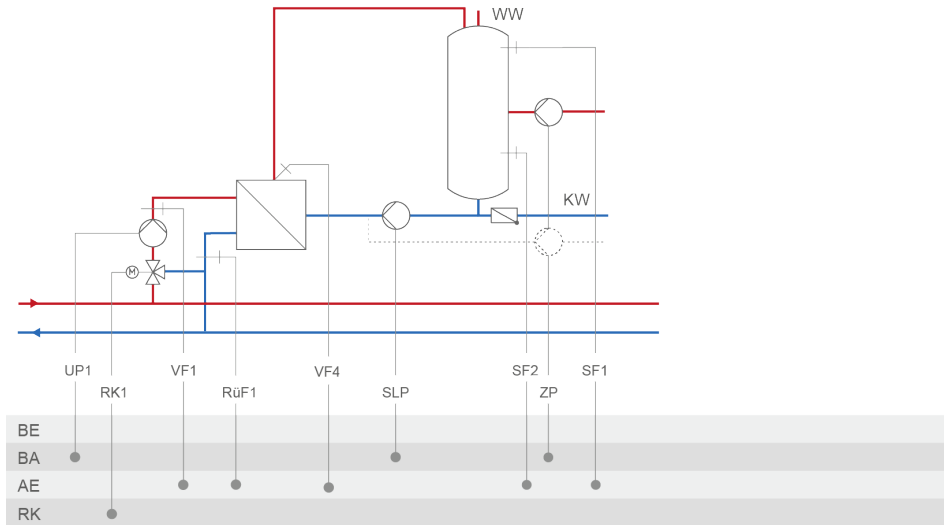 WW
KW
M
UP1 VF1 VF4 SF2 SF1
RK1 RüF1 SLP ZP
BE
BA
AE
RK